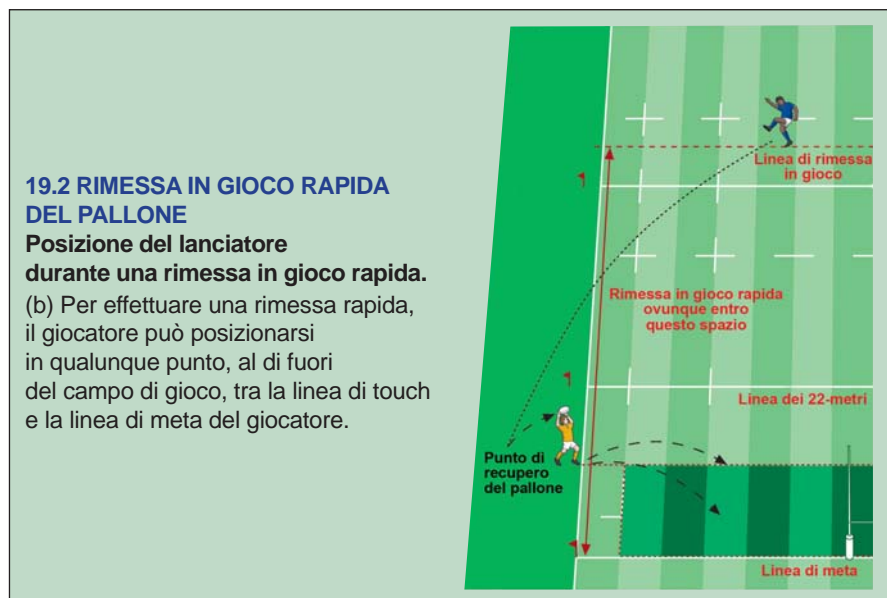 19.2 RIMESSA IN GIOCO RAPIDA
DEL PALLONE
Posizione del lanciatore
durante una rimessa in gioco rapida.
(b) Per effettuare una rimessa rapida,
il giocatore può posizionarsi
in qualunque punto, al di fuori
del campo di gioco, tra la linea di touch
e la linea di meta del giocatore.
Linea di rimessa
in gioco
Rimessa in gioco rapida
ovunque entro
questo spazio
Linea dei 22-metri
Punto di
recupero
del pallone
Linea di meta